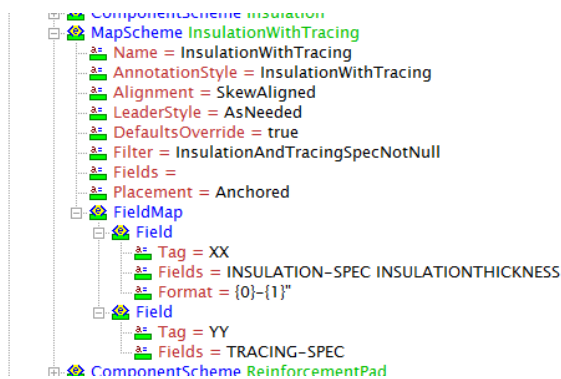 ComponentScheme Insulation
MapScheme InsulationWithTracing
Name = InsulationWithTracing
AnnotationStyle = InsulationWithTracing
Alignment = SkewAligned
LeaderStyle = AsNeeded
DefaultsOverride = true
Filter = InsulationAndTracingSpecNotNull
Fields =
Placement = Anchored
FieldMap
Field
Tag = XX
Fields = INSULATION-SPEC INSULATIONTHICKNESS
Format = {0}-{1}"
Field
Tag = YY
Fields = TRACING-SPEC
ComponentScheme ReinforcementPad